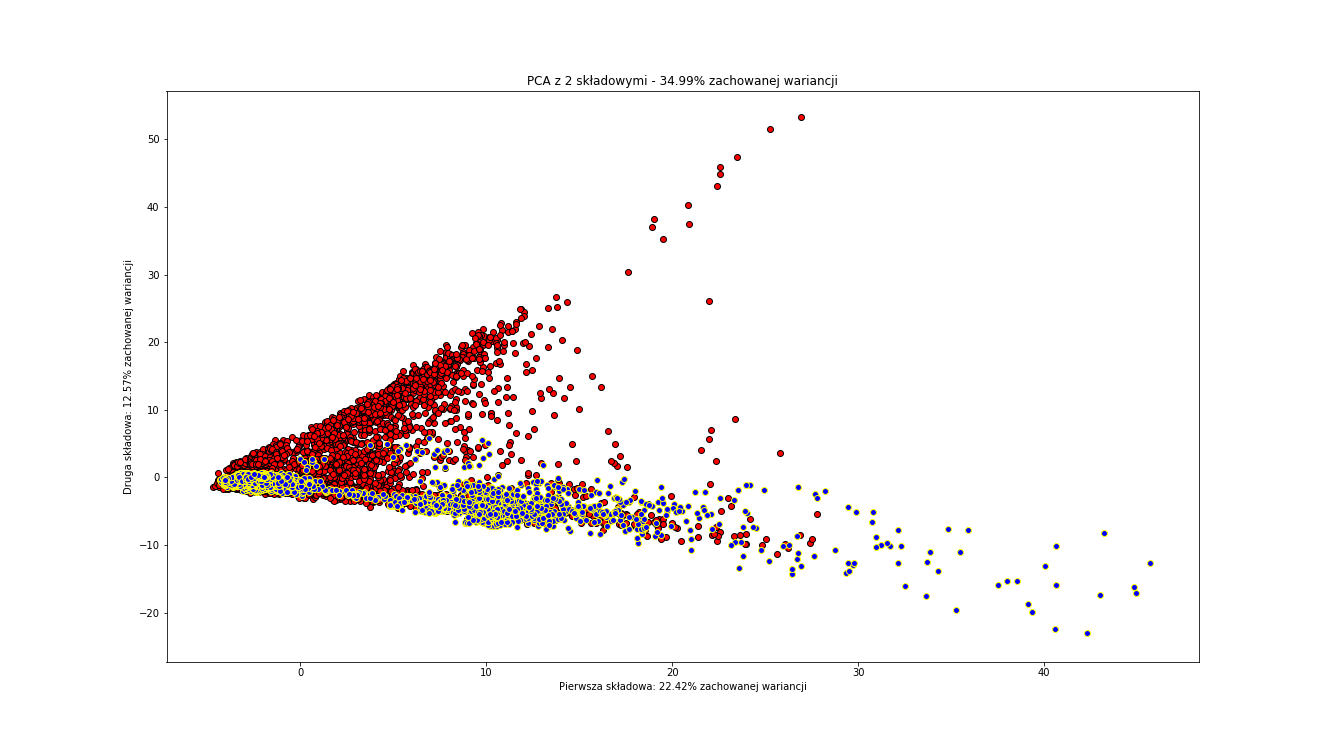 PCA z 2 składowymi - 34.99% zachowanej wariancji
50
40
30
20
10
0
−10
−20
Druga składowa: 12.57% zachowanej wariancji
0 10 20 30 40
Pierwsza składowa: 22.42% zachowanej wariancji